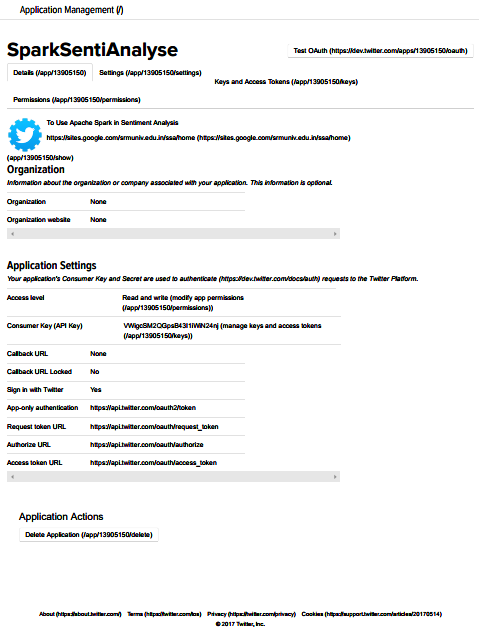 Application Management (/)
SparkSentiAnalyse
Test OAuth (https://dev.twitter.com/apps/13905150/oauth)
Details (/app/13905150) Settings (/app/13905150/settings)
Keys and Access Tokens (/app/13905150/keys)
Permissions (/app/13905150/permissions)
To Use Apache Spark in Sentiment Analysis
https://sites.google.com/srmuniv.edu.in/ssa/home (https://sites.google.com/srmuniv.edu.in/ssa/home)
(app/13905150/show)
Organization
Information about the organization or company associated with your application. This information is optional.
Organization None
Organization website None
Application Settings
Your application's Consumer Key and Secret are used to authenticate (https://dev.twitter.com/docs/auth) requests to the Twitter Platform.
Access level Read and write (modify app permissions
(/app/13905150/permissions))
Consumer Key (API Key) (manage keys and access tokens
(/app/13905150/keys))
Callback URL None
Callback URL Locked No
Sign in with Twitter Yes
App-only authentication https://api.twitter.com/oauth2/token
Request token URL https://api.twitter.com/oauth/request_token
Authorize URL https://api.twitter.com/oauth/authorize
Access token URL https://api.twitter.com/oauth/access_token
Application Actions
Delete Application (/app/13905150/delete)
About (https://about.twitter.com/) Terms (https://twitter.com/tos) Privacy (https://twitter.com/privacy) Cookies (https://support.twitter.com/articles/20170514)
© 2017 Twitter, Inc.